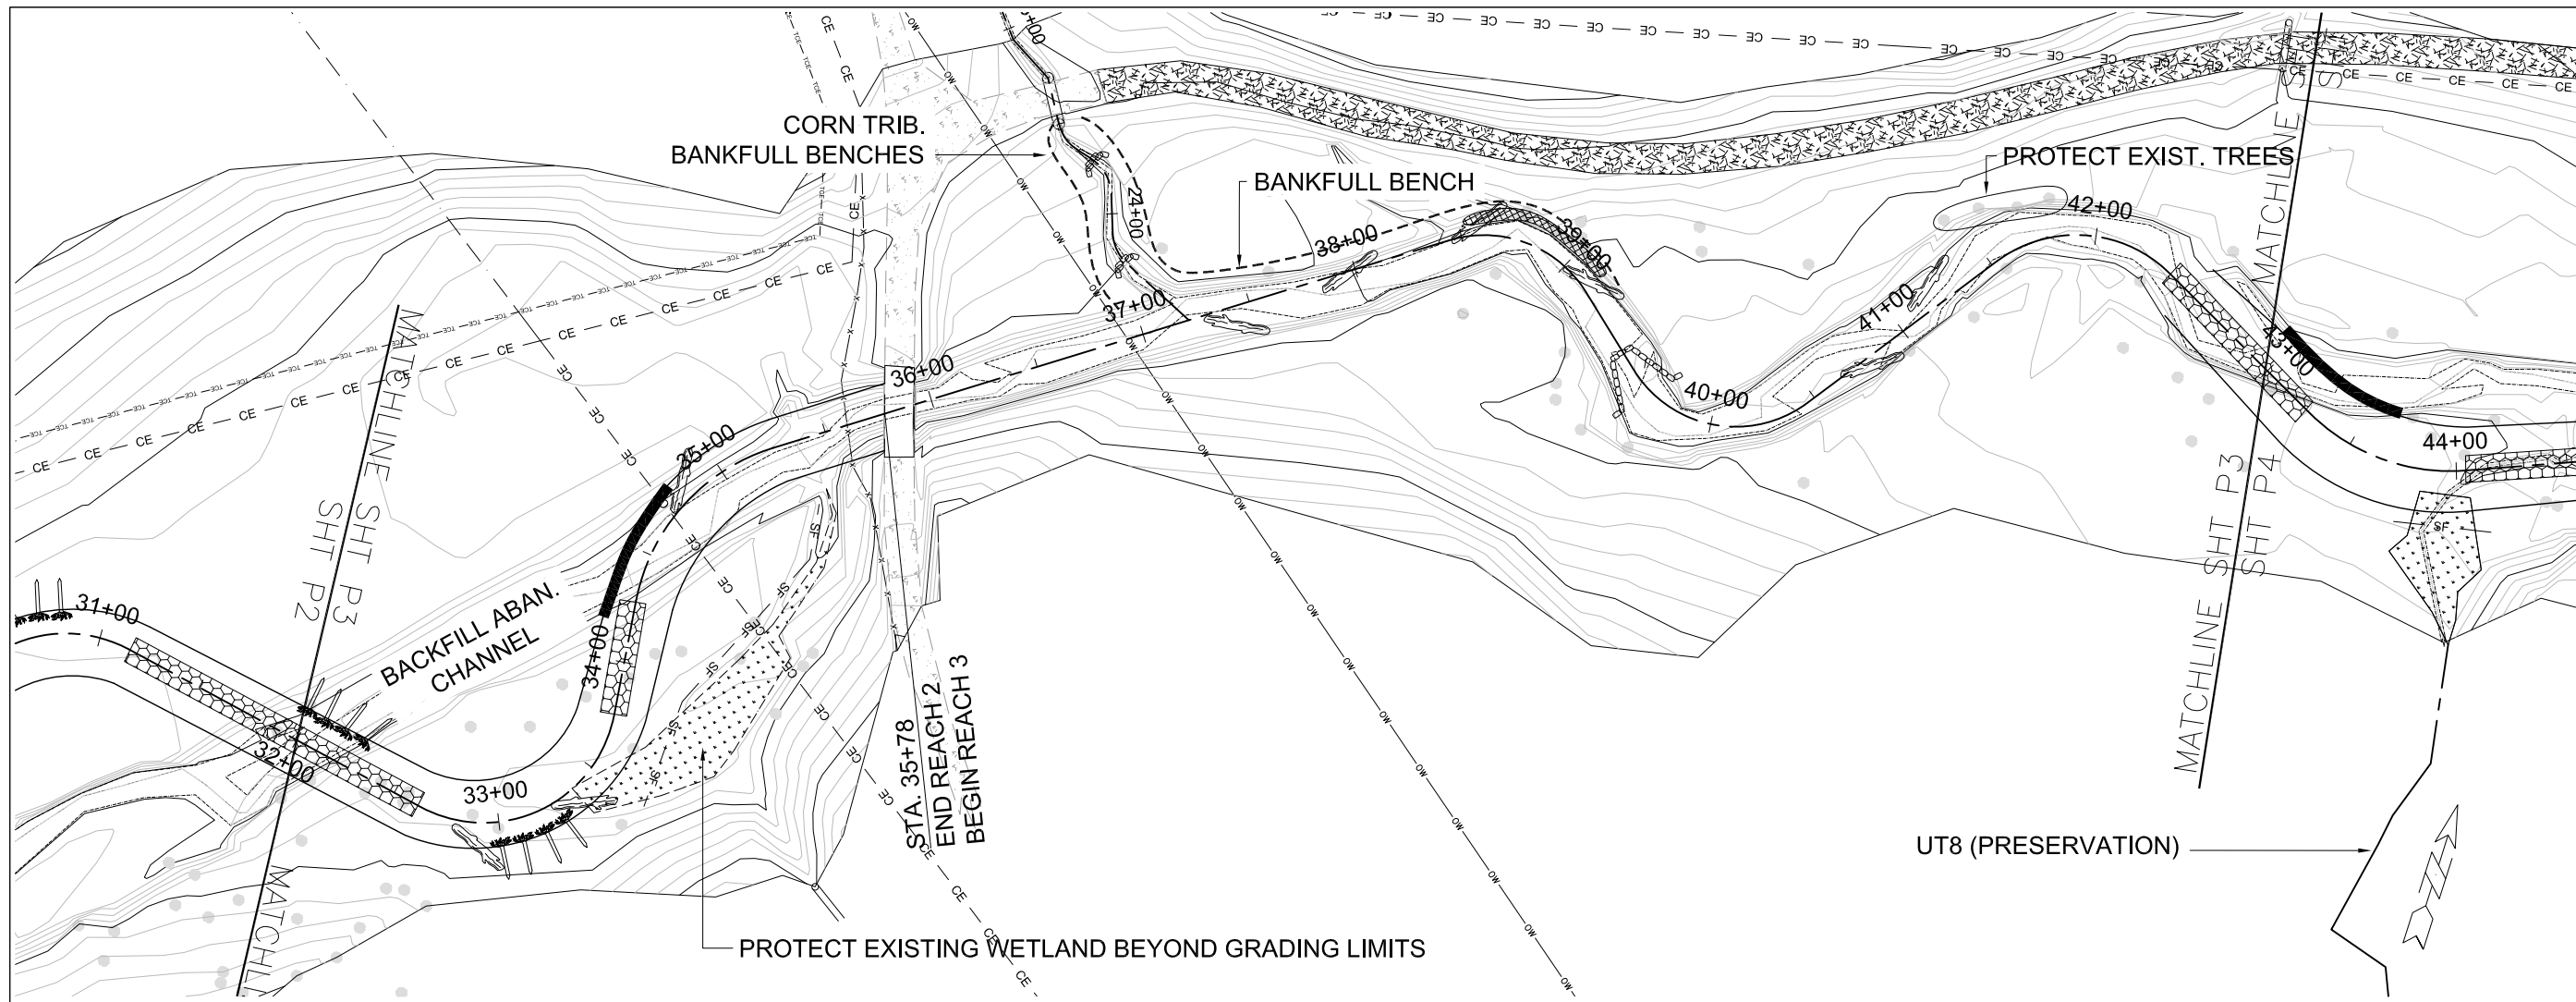 CORN TRIB.
BANKFULL BENCHES
BANKFULL BENCH
PROTECT EXIST. TREES
MATCHLINE
SHT P3
SHT P2
MATCHLINE
SHT P3
SHT P4
MATCHLINE
BACKFILL ABAN.
CHANNEL
31+00
32+00
33+00
34+00
35+00
36+00
37+00
24+00
38+00
39+00
40+00
41+00
42+00
43+00
44+00
STA. 35+78
END REACH 2
BEGIN REACH 3
UT8 (PRESERVATION)
PROTECT EXISTING WETLAND BEYOND GRADING LIMITS
CE
TCE
OW
SF
X